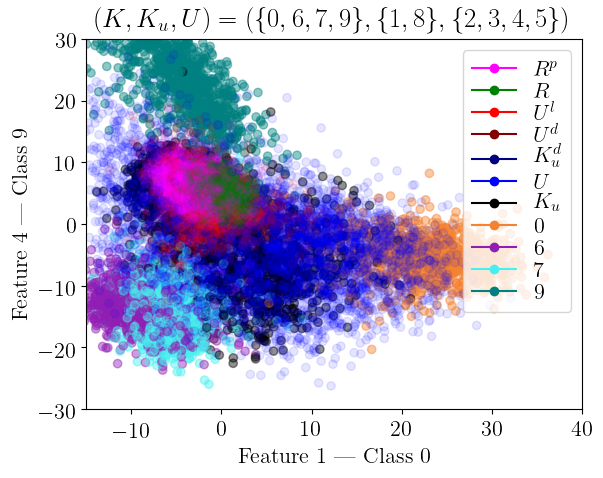 (K, K_u, U) = ({0, 6, 7, 9}, {1, 8}, {2, 3, 4, 5})
30
20
10
0
−10
−20
−30
Feature 4 — Class 9
R^p
R
U^l
U^d
K_u^d
U
K_u
0
6
7
9
−10
0
10
20
30
40
Feature 1 — Class 0